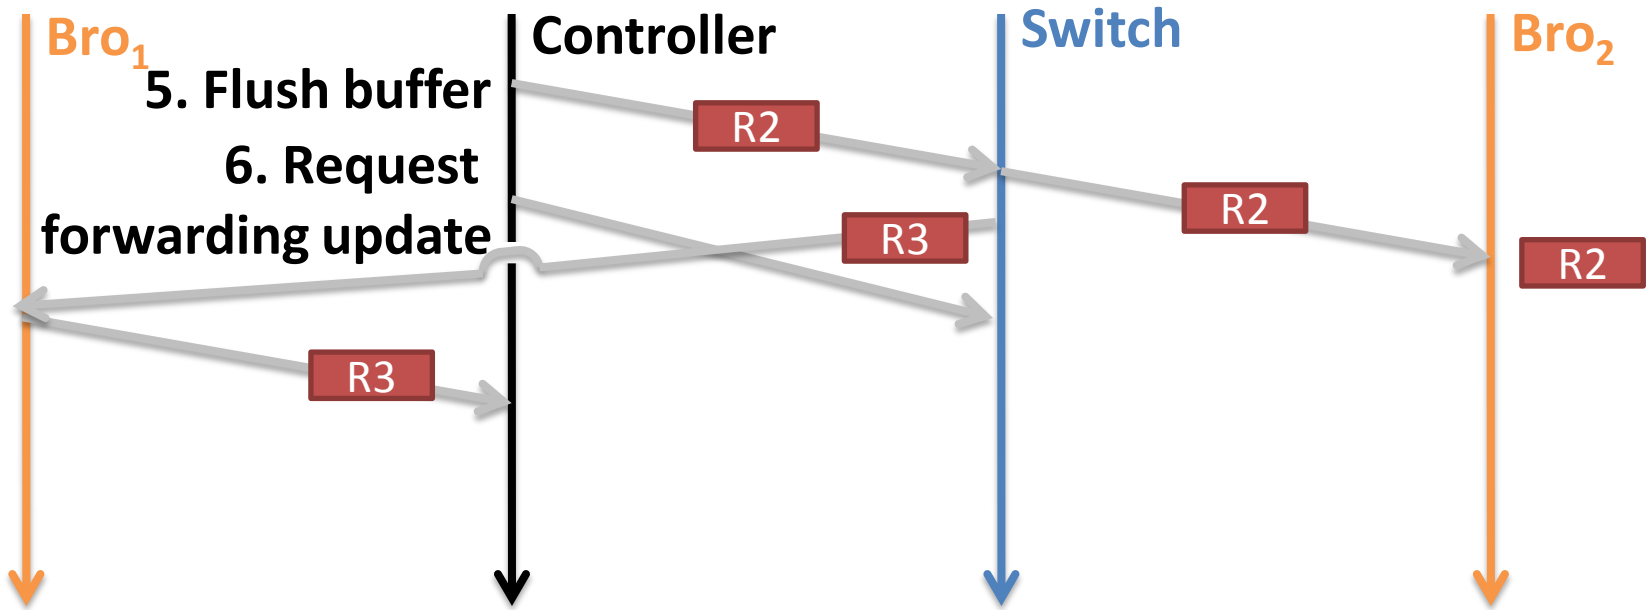 Bro1
Controller
Switch
Bro2
5. Flush buffer
R2
6. Request
forwarding update
R2
R3
R2
R3